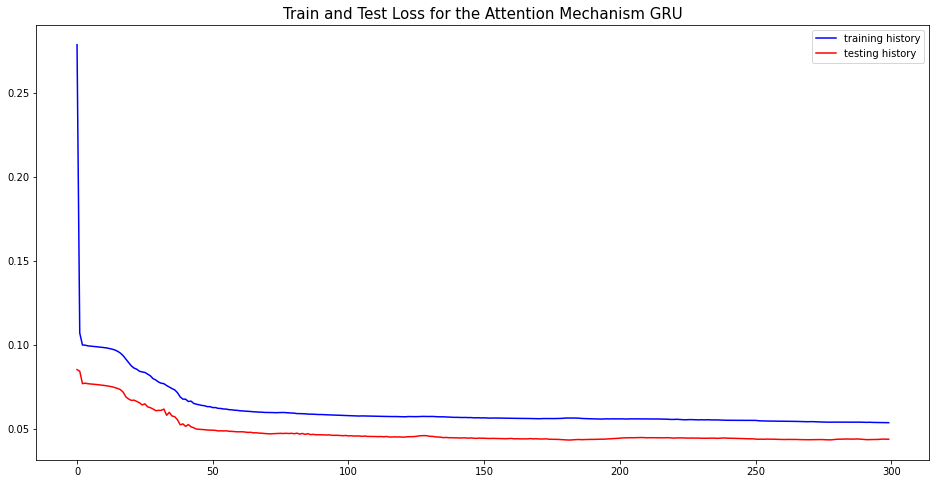 Train and Test Loss for the Attention Mechanism GRU
training history
testing history
0.25
0.20
0.15
0.10
0.05
0 50 100 150 200 250 300